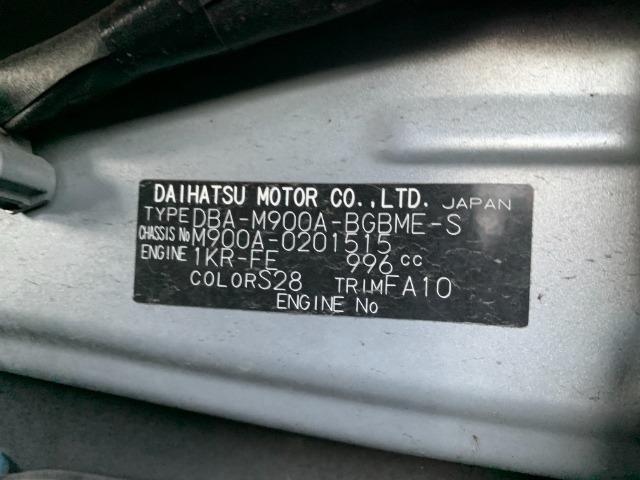 DAIHATSU MOTOR CO.,LTD. JAPAN
TYPE DBA-M900A-BGBME-S
CHASSIS No M900A-0201515
ENGINE 1KR-FE 996 cc
COLOR S28 TRIM FA10
ENGINE No